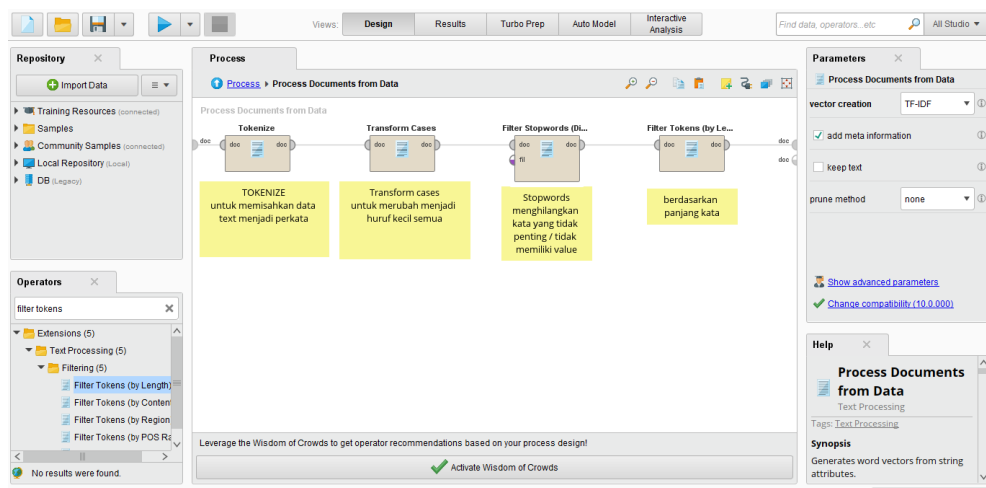 Views:
Design
Results
Turbo Prep
Auto Model
Interactive
Analysis
Find data, operators...etc
All Studio
Repository
Import Data
Training Resources (connected)
Samples
Community Samples (connected)
Local Repository (Local)
DB (Legacy)
Operators
filter tokens
Extensions (5)
Text Processing (5)
Filtering (5)
Filter Tokens (by Length)
Filter Tokens (by Conten
Filter Tokens (by Region
Filter Tokens (by POS Ra
No results were found.
Process
Process Process Documents from Data
Process Documents from Data
Tokenize
Transform Cases
Filter Stopwords (Di...
Filter Tokens (by Le...
doc doc doc doc doc doc doc doc doc doc
fil doc
TOKENIZE
untuk memisahkan data
text menjadi perkata
Transform cases
untuk merubah menjadi
huruf kecil semua
Stopwords
menghilangkan
kata yang tidak
penting / tidak
memiliki value
berdasarkan
panjang kata
Leverage the Wisdom of Crowds to get operator recommendations based on your process design!
Activate Wisdom of Crowds
Parameters
Process Documents from Data
vector creation TF-IDF
add meta information
keep text
prune method none
Show advanced parameters
Change compatibility (10.0.000)
Help
Process Documents
from Data
Text Processing
Tags: Text Processing
Synopsis
Generates word vectors from string
attributes.